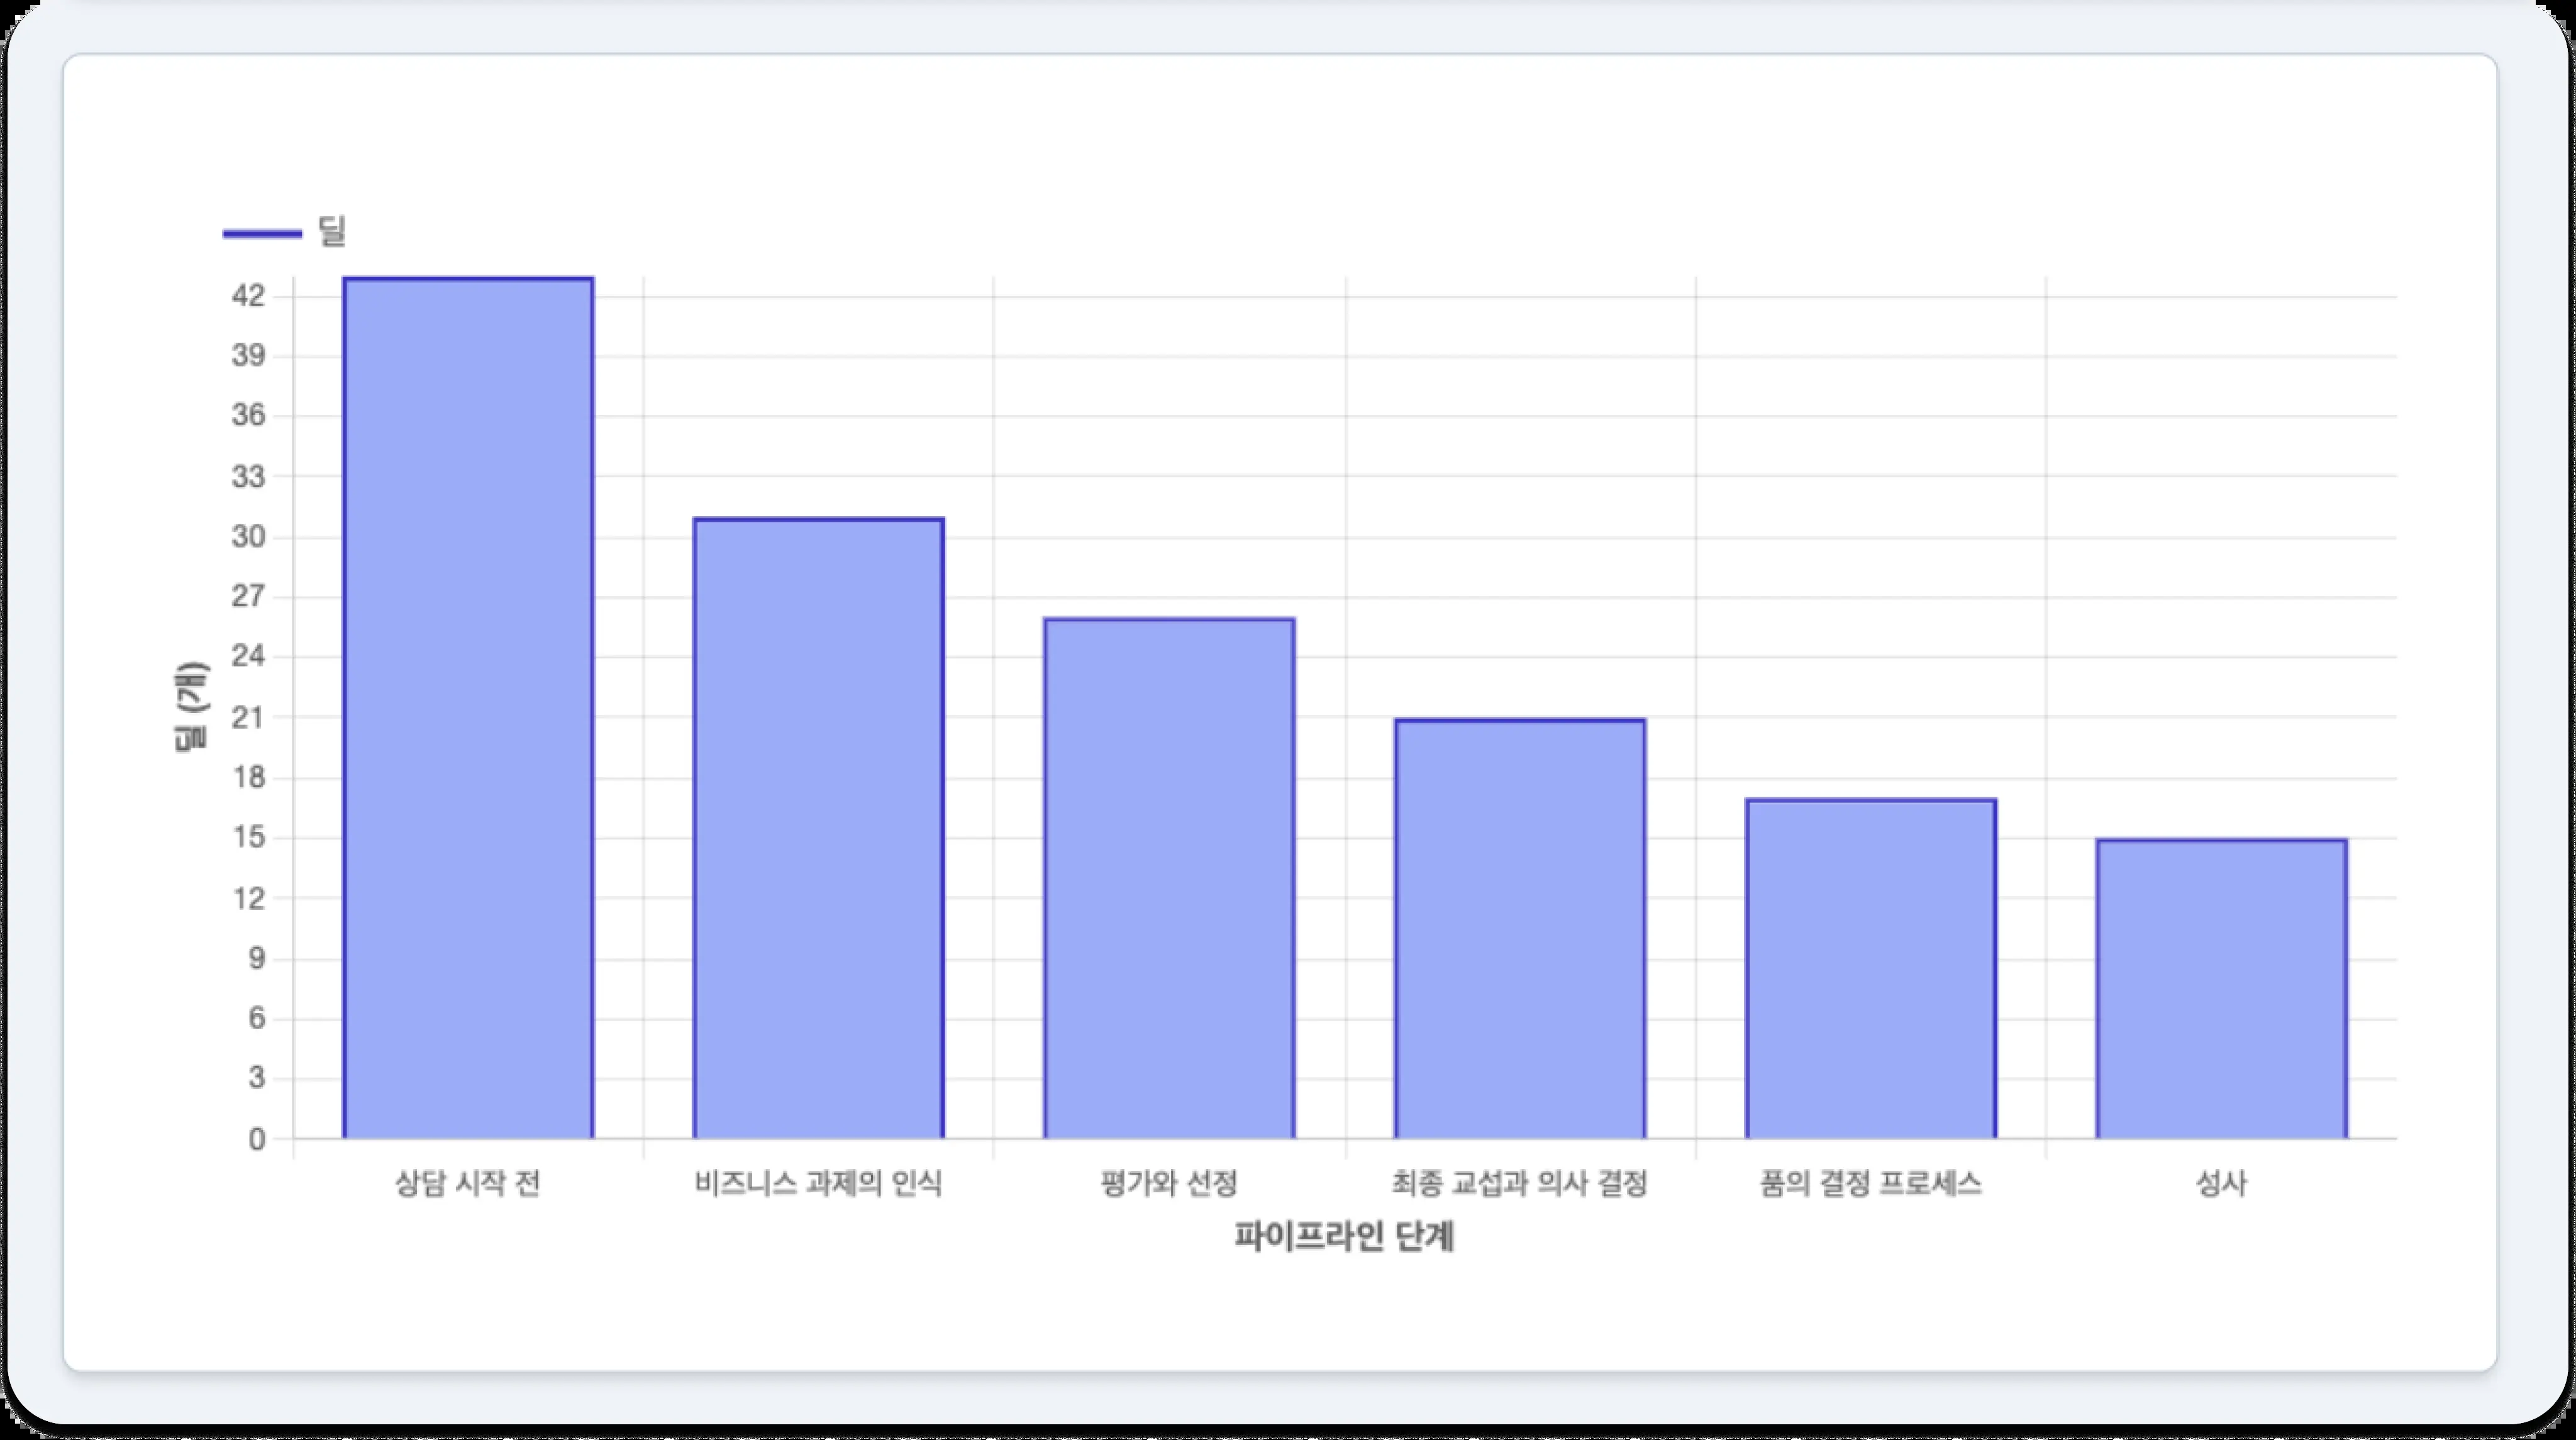 딜
42
39
36
33
30
27
24
21
18
15
12
9
6
3
0
딜 (개)
상담 시작 전
비즈니스 과제의 인식
평가와 선정
최종 교섭과 의사 결정
품의 결정 프로세스
성사
파이프라인 단계